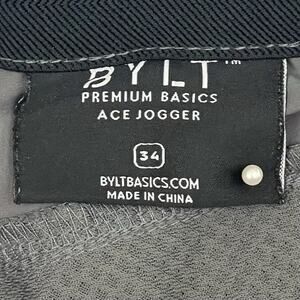 BYLT™
PREMIUM BASICS
ACE JOGGER
34
BYLTBASICS.COM
MADE IN CHINA